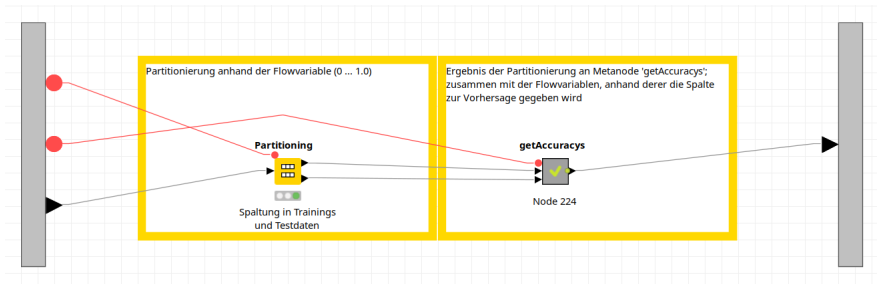 Partitionierung anhand der Flowvariable (0 ... 1.0)
Ergebnis der Partitionierung an Metanode 'getAccuracys';
zusammen mit der Flowvariablen, anhand derer die Spalte
zur Vorhersage gegeben wird
Partitioning
Spaltung in Trainings
und Testdaten
getAccuracys
Node 224